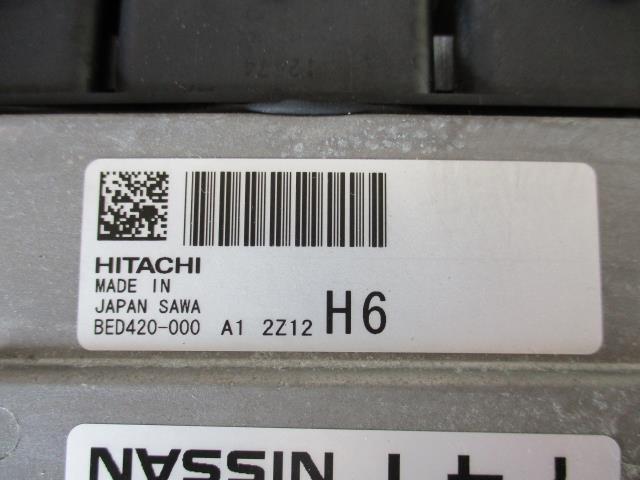 HITACHI
MADE IN
JAPAN SAWA
BED420-000 A1 2Z12 H6
NISSAN